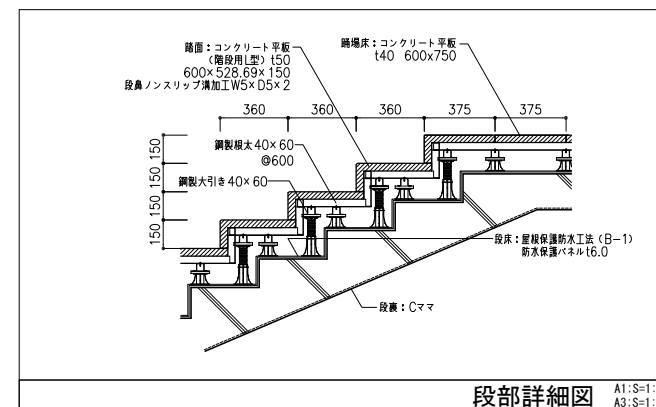 踏面：コンクリート平板
（階段用L型）t50
600×528.69×150
段鼻ノンスリップ溝加工W5×D5×2
踊場床：コンクリート平板
t40 600x750
360 360 360 375 375
150
150
150
150
鋼製根太40×60
@600
鋼製大引き40×60
段床：屋根保護防水工法（B-1）
防水保護パネルt6.0
段裏：Cママ
段部詳細図
A1:S=1:
A3:S=1: